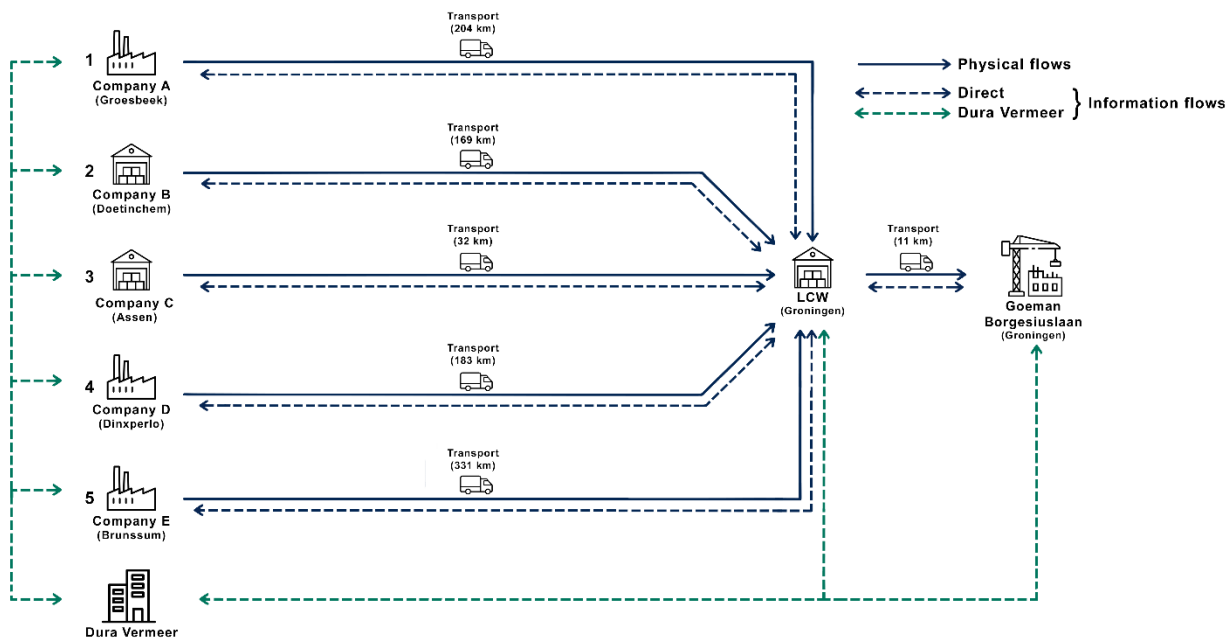 Transport
(204 km)
1
Company A
(Groesbeek)
Physical flows
Direct
Dura Vermeer
} Information flows
Transport
(169 km)
2
Company B
(Doetinchem)
Transport
(32 km)
3
Company C
(Assen)
LCW
(Groningen)
Transport
(11 km)
Goeman
Borgesiuslaan
(Groningen)
Transport
(183 km)
4
Company D
(Dinxperlo)
Transport
(331 km)
5
Company E
(Brunssum)
Dura Vermeer